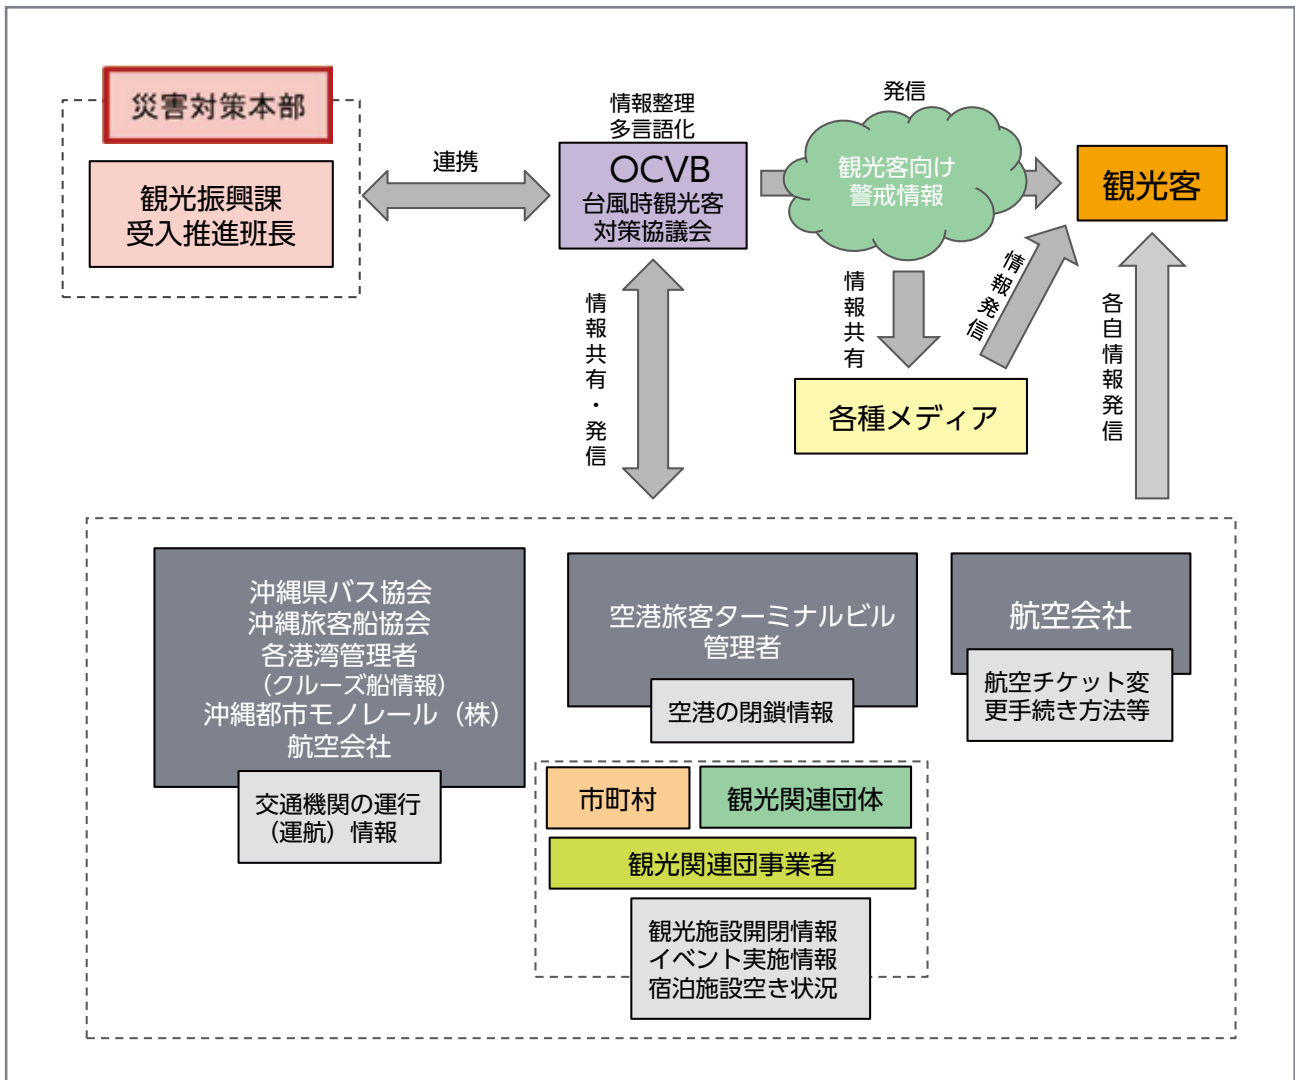 災害対策本部
観光振興課
受入推進班長
連携
情報整理
多言語化
OCVB
台風時観光客
対策協議会
発信
観光客向け
警戒情報
観光客
情報共有・発信
情報共有
情報発信
各自情報発信
各種メディア
沖縄県バス協会
沖縄旅客船協会
各港湾管理者
（クルーズ船情報）
沖縄都市モノレール（株）
航空会社
交通機関の運行
（運航）情報
空港旅客ターミナルビル
管理者
空港の閉鎖情報
航空会社
航空チケット変
更手続き方法等
市町村
観光関連団体
観光関連団事業者
観光施設開閉情報
イベント実施情報
宿泊施設空き状況